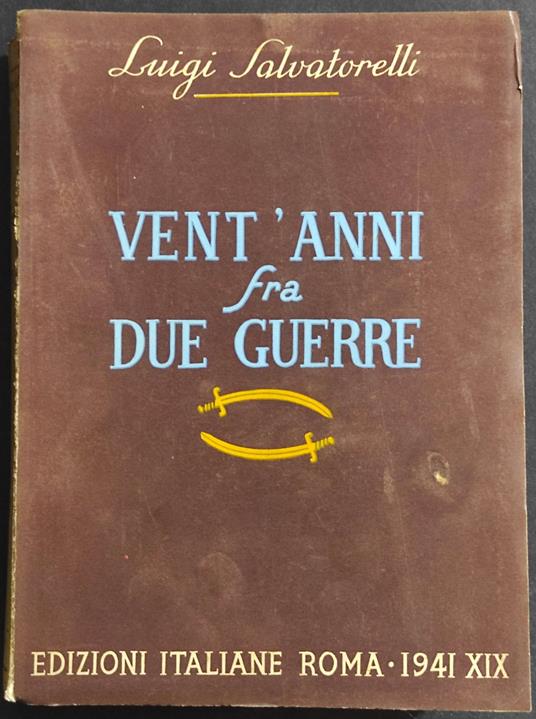 Luigi Salvatorelli
VENT'ANNI
fra
DUE GUERRE
EDIZIONI ITALIANE ROMA • 1941 XIX